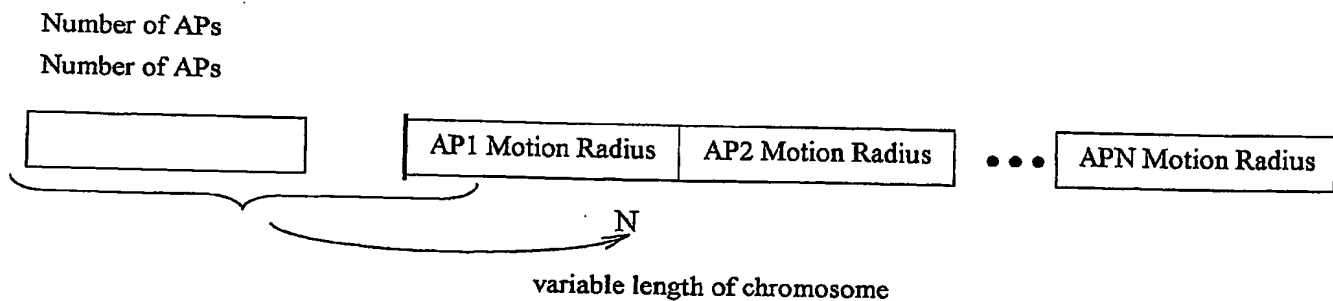 Number of APs
Number of APs
AP1 Motion Radius AP2 Motion Radius ●●● APN Motion Radius
N
variable length of chromosome